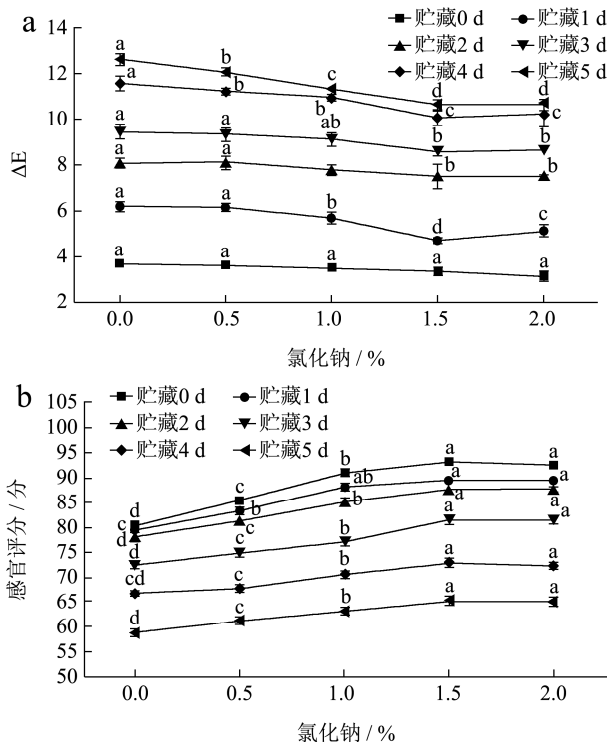 a
贮藏0 d 贮藏1 d
贮藏2 d 贮藏3 d
贮藏4 d 贮藏5 d
14
12
10
8
6
4
2
ΔE
a b c d d
a b b c c
a a ab b b
a a b b
a a b d c
a a a a a
0.0 0.5 1.0 1.5 2.0
氯化钠 / %
b
贮藏0 d 贮藏1 d
贮藏2 d 贮藏3 d
贮藏4 d 贮藏5 d
105
100
95
90
85
80
75
70
65
60
55
50
感官评分 / 分
d c b a a
c c ab a a
d c b a a
d c b a a
cd c b a a
d c b a a
0.0 0.5 1.0 1.5 2.0
氯化钠 / %